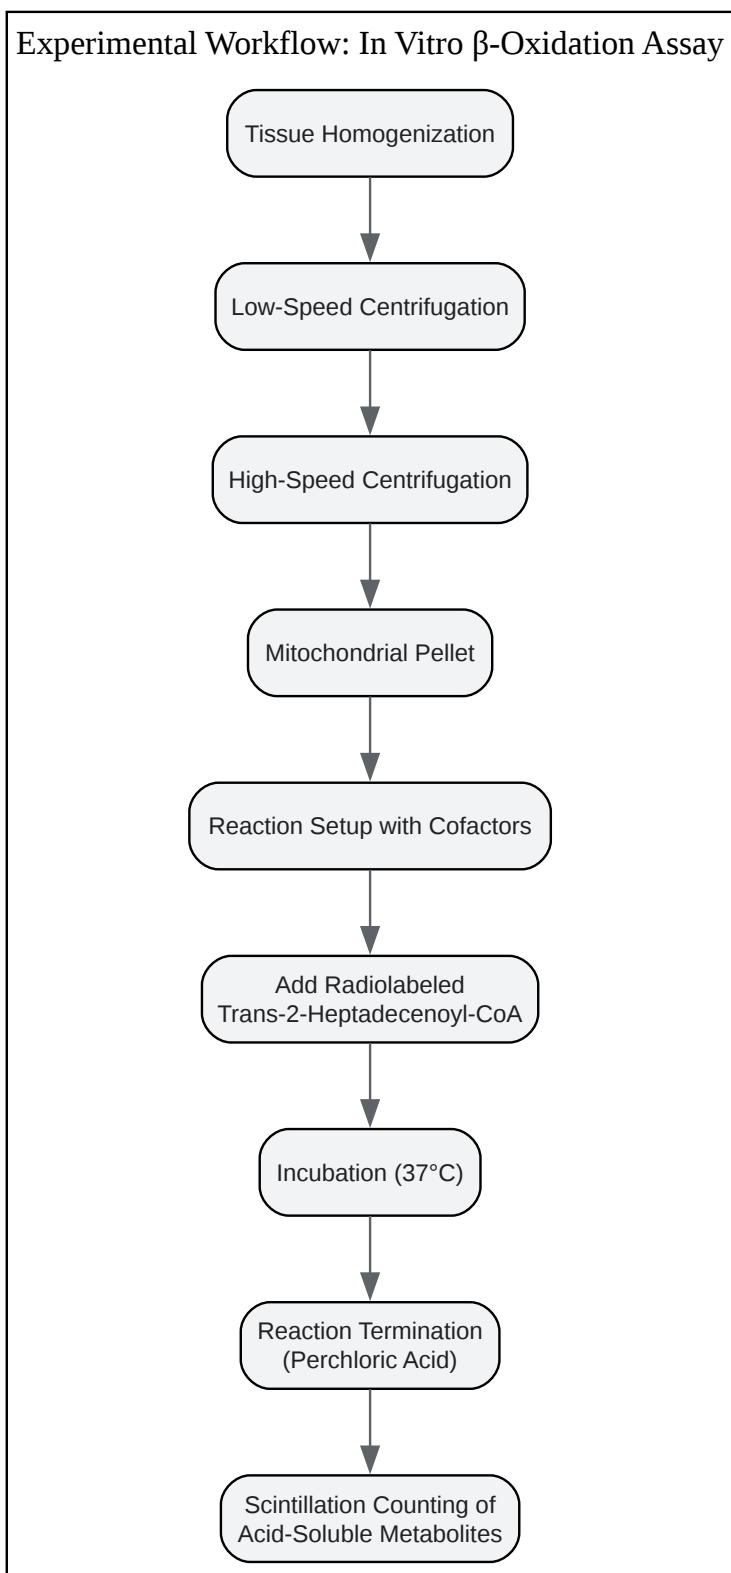 Experimental Workflow: In Vitro β-Oxidation Assay
Tissue Homogenization
Low-Speed Centrifugation
High-Speed Centrifugation
Mitochondrial Pellet
Reaction Setup with Cofactors
Add Radiolabeled
Trans-2-Heptadecenoyl-CoA
Incubation (37°C)
Reaction Termination
(Perchloric Acid)
Scintillation Counting of
Acid-Soluble Metabolites